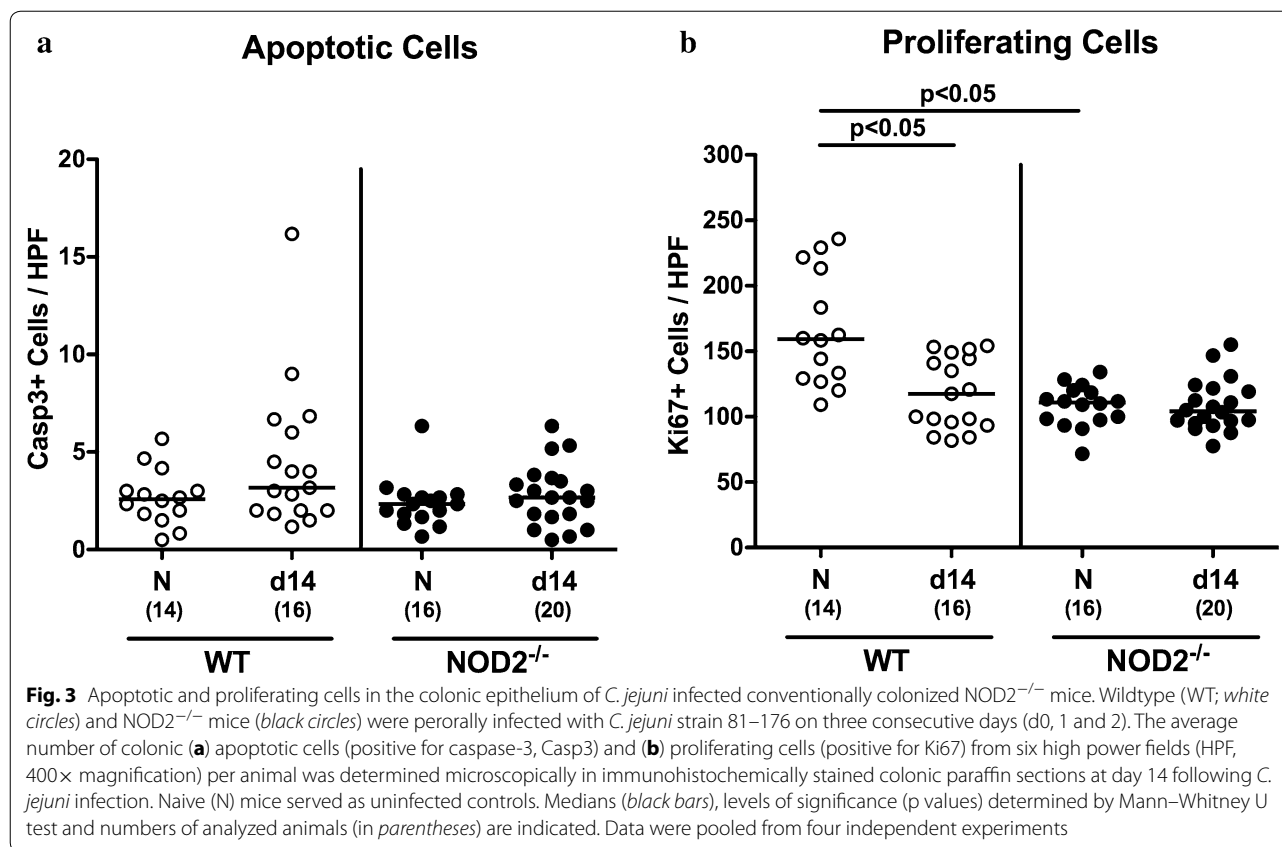 a Apoptotic Cells
Casp3+ Cells / HPF
20
15
10
5
0
N d14 N d14
(14) (16) (16) (20)
WT NOD2-/-
b Proliferating Cells
p<0.05
p<0.05
Ki67+ Cells / HPF
300
250
200
150
100
50
0
N d14 N d14
(14) (16) (16) (20)
WT NOD2-/-
Fig. 3 Apoptotic and proliferating cells in the colonic epithelium of C. jejuni infected conventionally colonized NOD2−/− mice. Wildtype (WT; white
circles) and NOD2−/− mice (black circles) were perorally infected with C. jejuni strain 81–176 on three consecutive days (d0, 1 and 2). The average
number of colonic (a) apoptotic cells (positive for caspase-3, Casp3) and (b) proliferating cells (positive for Ki67) from six high power fields (HPF,
400× magnification) per animal was determined microscopically in immunohistochemically stained colonic paraffin sections at day 14 following C.
jejuni infection. Naive (N) mice served as uninfected controls. Medians (black bars), levels of significance (p values) determined by Mann–Whitney U
test and numbers of analyzed animals (in parentheses) are indicated. Data were pooled from four independent experiments